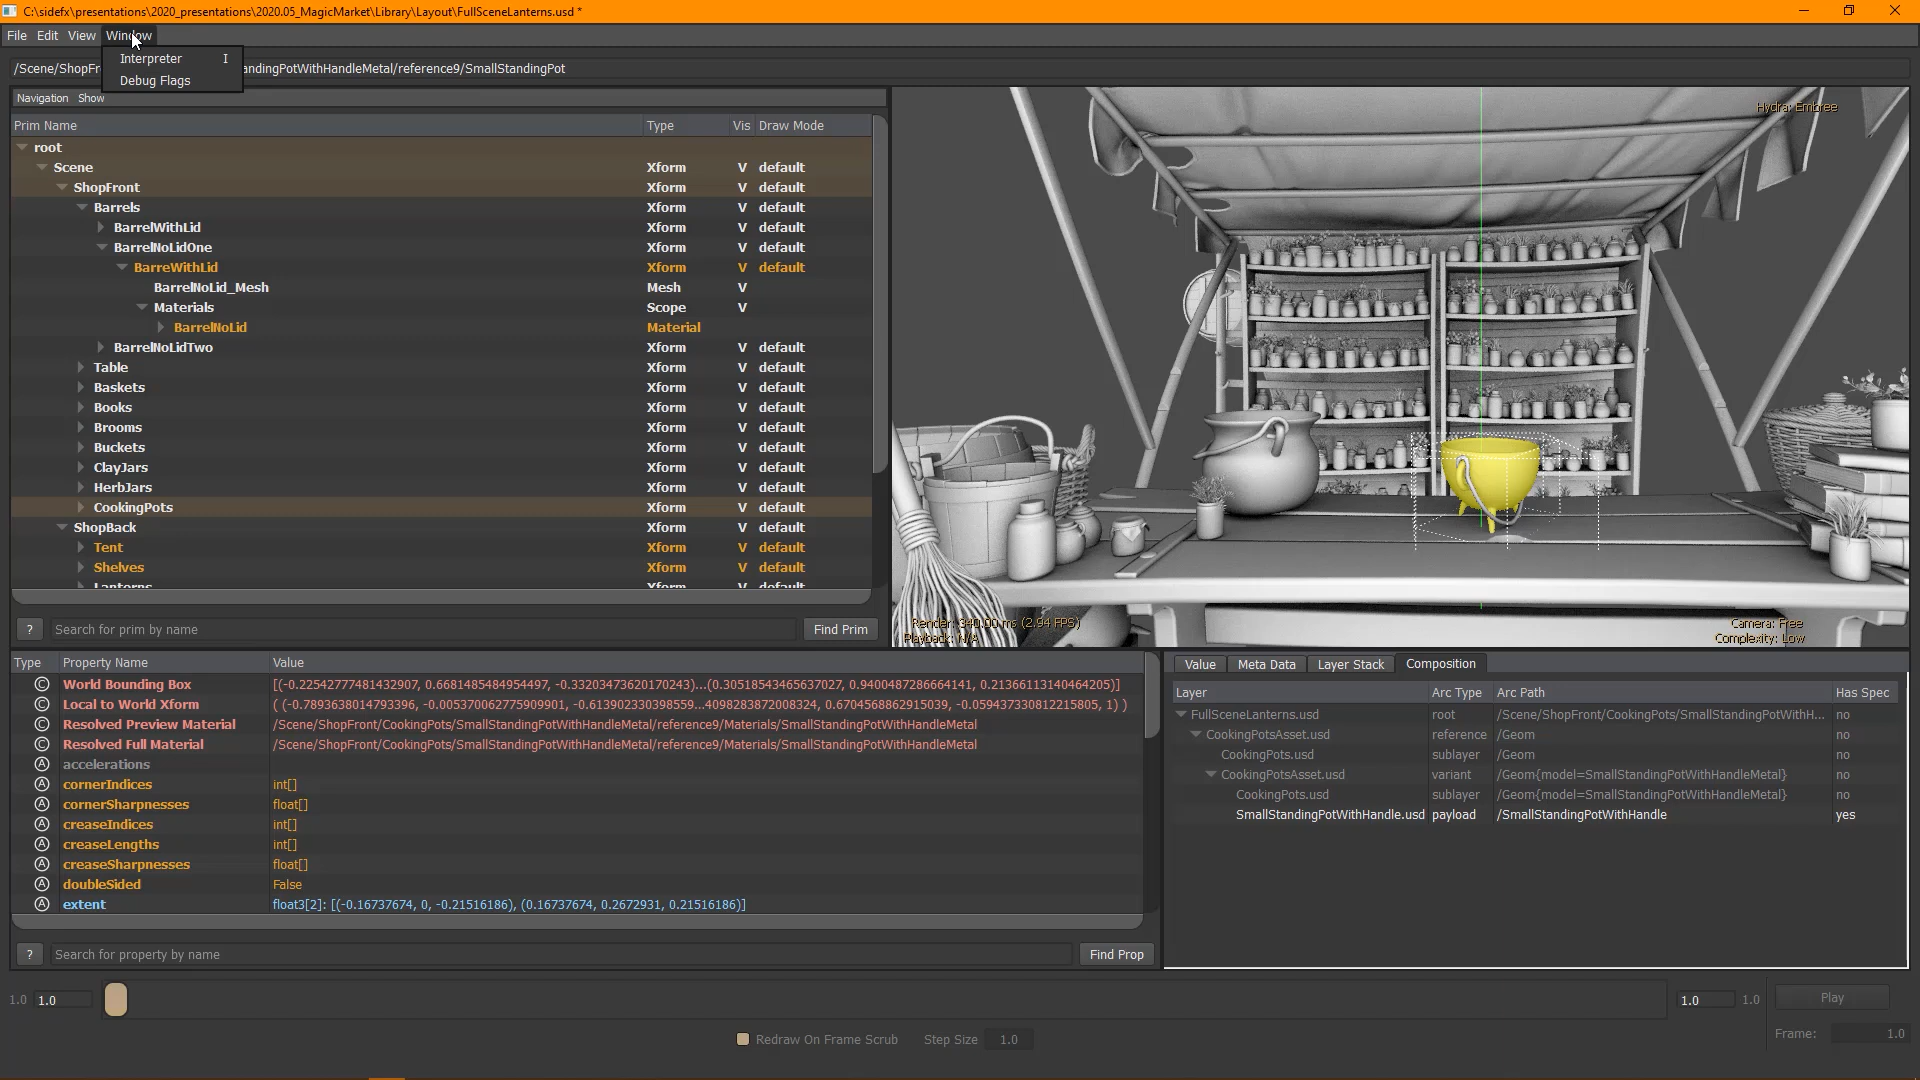 C:\sidefx\presentations\2020_presentations\2020.05_MagicMarket\Library\Layout\FullSceneLanterns.usd *
File Edit View Window
Interpreter I
Debug Flags
/Scene/ShopFr andingPotWithHandleMetal/reference9/SmallStandingPot
Navigation Show
Prim Name Type Vis Draw Mode
root
Scene Xform V default
ShopFront Xform V default
Barrels Xform V default
BarrelWithLid Xform V default
BarrelNoLidOne Xform V default
BarreWithLid Xform V default
BarrelNoLid_Mesh Mesh V
Materials Scope V
BarrelNoLid Material
BarrelNoLidTwo Xform V default
Table Xform V default
Baskets Xform V default
Books Xform V default
Brooms Xform V default
Buckets Xform V default
ClayJars Xform V default
HerbJars Xform V default
CookingPots Xform V default
ShopBack Xform V default
Tent Xform V default
Shelves Xform V default
Lanterns Xform V default
? Search for prim by name Find Prim
Hydra: Embree
Render: 340.00 ms (2.94 FPS)
Playback: N/A
Camera: Free
Complexity: Low
Type Property Name Value
C World Bounding Box [(-0.22542777481432907, 0.6681485484954497, -0.33203473620170243)...(0.30518543465637027, 0.9400487286664141, 0.21366113140464205)]
C Local to World Xform ( (-0.7893638014793396, -0.005370062775909901, -0.613902330398559...4098283872008324, 0.6704568862915039, -0.059437330812215805, 1) )
C Resolved Preview Material /Scene/ShopFront/CookingPots/SmallStandingPotWithHandleMetal/reference9/Materials/SmallStandingPotWithHandleMetal
C Resolved Full Material /Scene/ShopFront/CookingPots/SmallStandingPotWithHandleMetal/reference9/Materials/SmallStandingPotWithHandleMetal
A accelerations
A cornerIndices int[]
A cornerSharpnesses float[]
A creaseIndices int[]
A creaseLengths int[]
A creaseSharpnesses float[]
A doubleSided False
A extent float3[2]: [(-0.16737674, 0, -0.21516186), (0.16737674, 0.2672931, 0.21516186)]
? Search for property by name Find Prop
Value Meta Data Layer Stack Composition
Layer Arc Type Arc Path Has Spec
FullSceneLanterns.usd root /Scene/ShopFront/CookingPots/SmallStandingPotWithH... no
CookingPotsAsset.usd reference /Geom no
CookingPots.usd sublayer /Geom no
CookingPotsAsset.usd variant /Geom{model=SmallStandingPotWithHandleMetal} no
CookingPots.usd sublayer /Geom{model=SmallStandingPotWithHandleMetal} no
SmallStandingPotWithHandle.usd payload /SmallStandingPotWithHandle yes
1.0 1.0 1.0 1.0 Play
Redraw On Frame Scrub Step Size 1.0 Frame: 1.0